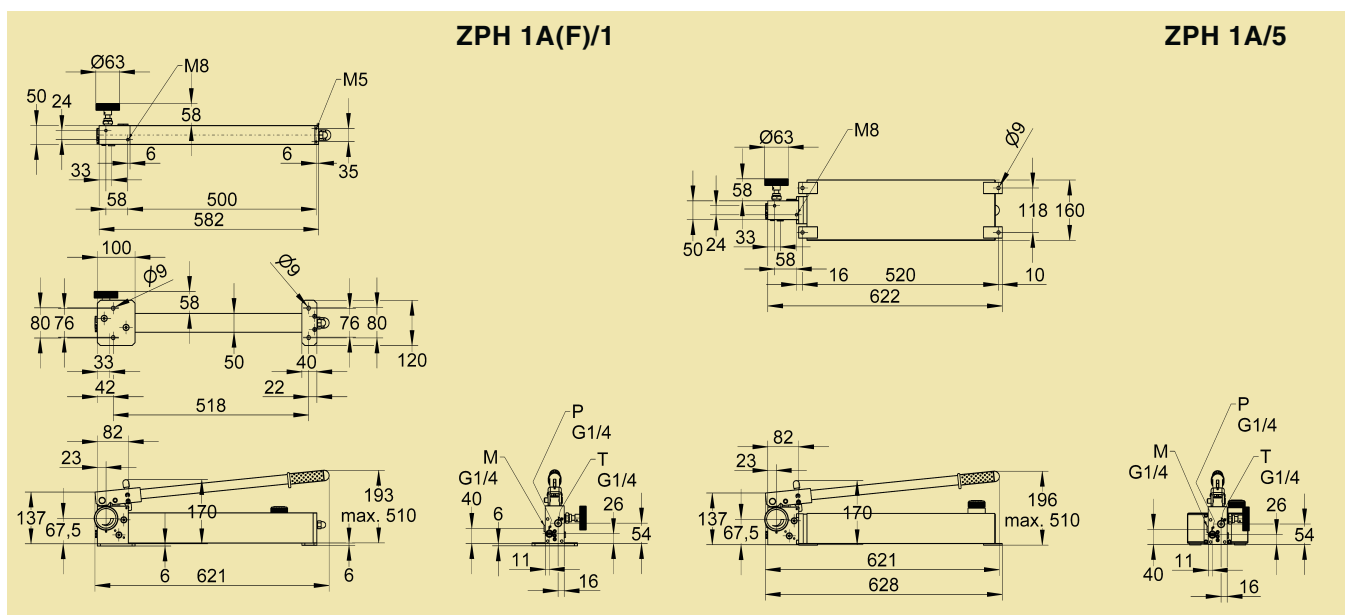 ZPH 1A(F)/1
ZPH 1A/5
Ø63
M8
M5
50
24
58
33
6
6
35
58
500
582
100
Ø9
Ø9
58
80
76
76
80
33
50
40
120
42
22
518
82
23
137
67,5
170
193
max. 510
6
621
6
P
G1/4
M
G1/4
T
G1/4
40
6
26
54
11
16
Ø63
M8
Ø9
58
50
24
33
118
160
58
16
520
10
622
82
23
137
67,5
170
196
max. 510
621
628
P
G1/4
M
G1/4
T
G1/4
26
54
40
11
16